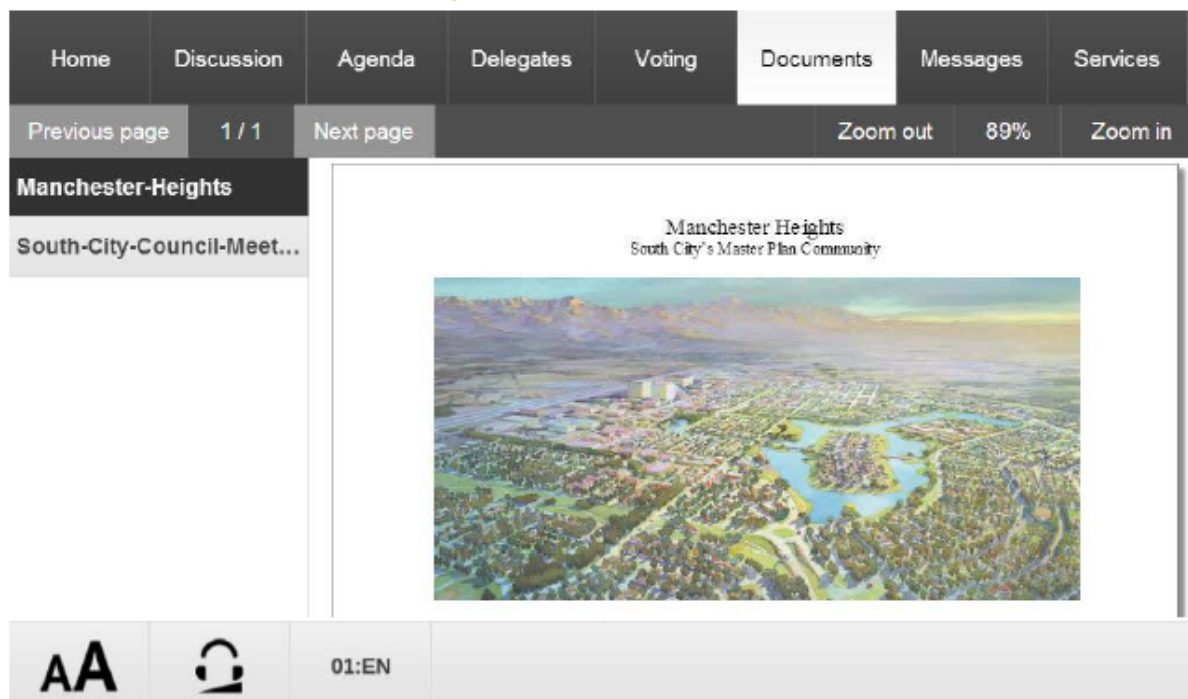 Home Discussion Agenda Delegates Voting Documents Messages Services
Previous page 1 / 1 Next page Zoom out 89% Zoom in
Manchester-Heights
South-City-Council-Meet...
Manchester Heights
South City's Master Plan Community
AA 01:EN